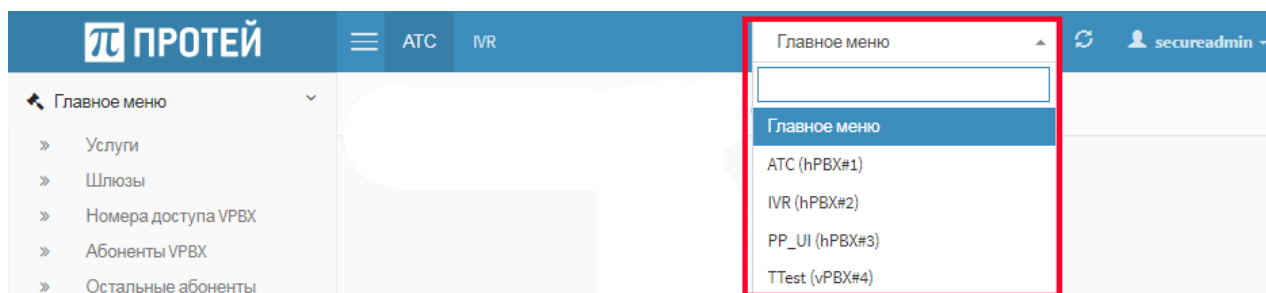 ПРОТЕЙ
АТС IVR
Главное меню
secureadmin
Главное меню
Услуги
Шлюзы
Номера доступа VPBX
Абоненты VPBX
Остальные абоненты
Главное меню
АТС (hPBX#1)
IVR (hPBX#2)
PP_UI (hPBX#3)
TTest (vPBX#4)